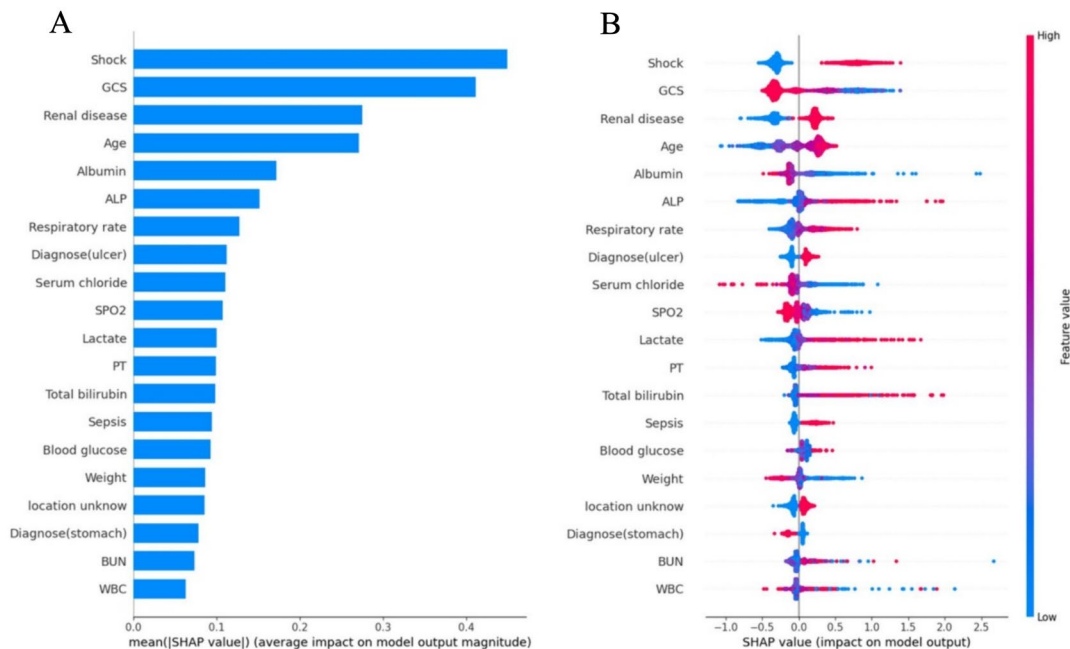 A
Shock
GCS
Renal disease
Age
Albumin
ALP
Respiratory rate
Diagnose(ulcer)
Serum chloride
SPO2
Lactate
PT
Total bilirubin
Sepsis
Blood glucose
Weight
location unknow
Diagnose(stomach)
BUN
WBC
0.0 0.1 0.2 0.3 0.4
mean(|SHAP value|) (average impact on model output magnitude)
B
High
Shock
GCS
Renal disease
Age
Albumin
ALP
Respiratory rate
Diagnose(ulcer)
Serum chloride
SPO2
Lactate
PT
Total bilirubin
Sepsis
Blood glucose
Weight
location unknow
Diagnose(stomach)
BUN
WBC
Feature value
Low
−1.0 −0.5 0.0 0.5 1.0 1.5 2.0 2.5
SHAP value (impact on model output)